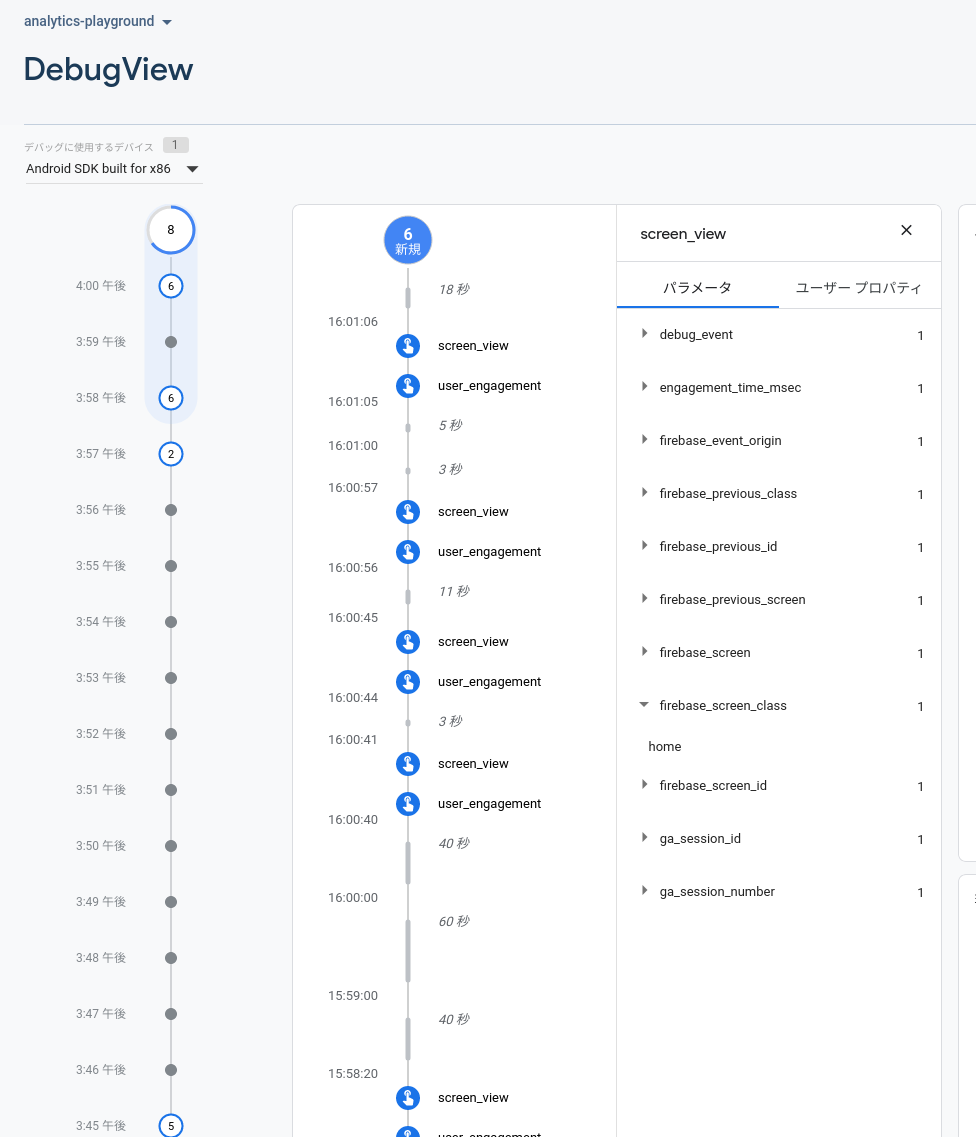 analytics-playground
DebugView
デバッグに使用するデバイス 1
Android SDK built for x86
8
4:00 午後 6
3:59 午後
3:58 午後 6
3:57 午後 2
3:56 午後
3:55 午後
3:54 午後
3:53 午後
3:52 午後
3:51 午後
3:50 午後
3:49 午後
3:48 午後
3:47 午後
3:46 午後
3:45 午後 5
6
新規
18 秒
16:01:06
screen_view
user_engagement
16:01:05
5 秒
16:01:00
3 秒
16:00:57
screen_view
user_engagement
16:00:56
11 秒
16:00:45
screen_view
user_engagement
16:00:44
3 秒
16:00:41
screen_view
user_engagement
16:00:40
40 秒
16:00:00
60 秒
15:59:00
40 秒
15:58:20
screen_view
user_engagement
screen_view
パラメータ ユーザー プロパティ
debug_event 1
engagement_time_msec 1
firebase_event_origin 1
firebase_previous_class 1
firebase_previous_id 1
firebase_previous_screen 1
firebase_screen 1
firebase_screen_class 1
home
firebase_screen_id 1
ga_session_id 1
ga_session_number 1